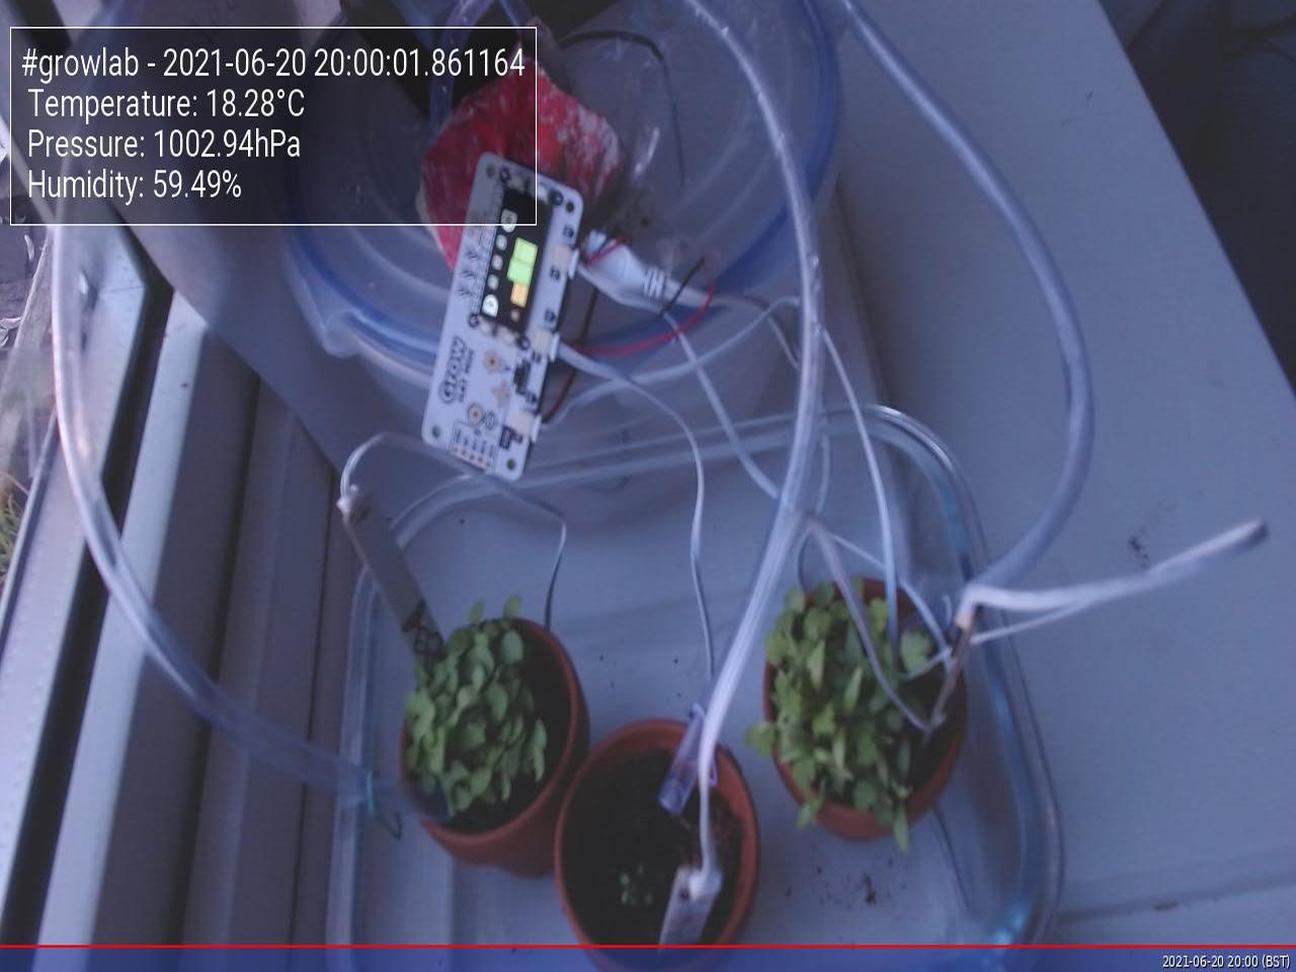 #growlab - 2021-06-20 20:00:01.861164
Temperature: 18.28°C
Pressure: 1002.94hPa
Humidity: 59.49%
GROW
2021-06-20 20:00 (BST)